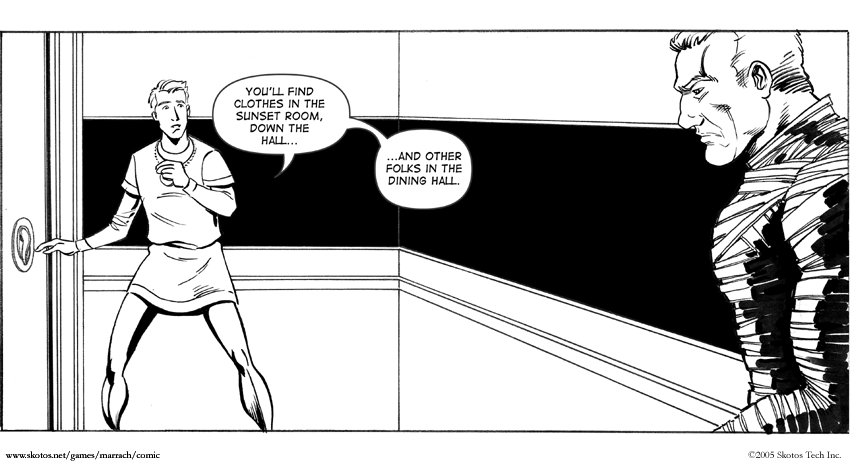 YOU'LL FIND
CLOTHES IN THE
SUNSET ROOM,
DOWN THE
HALL...
...AND OTHER
FOLKS IN THE
DINING HALL.
www.skotos.net/games/marrach/comic
©2005 Skotos Tech Inc.